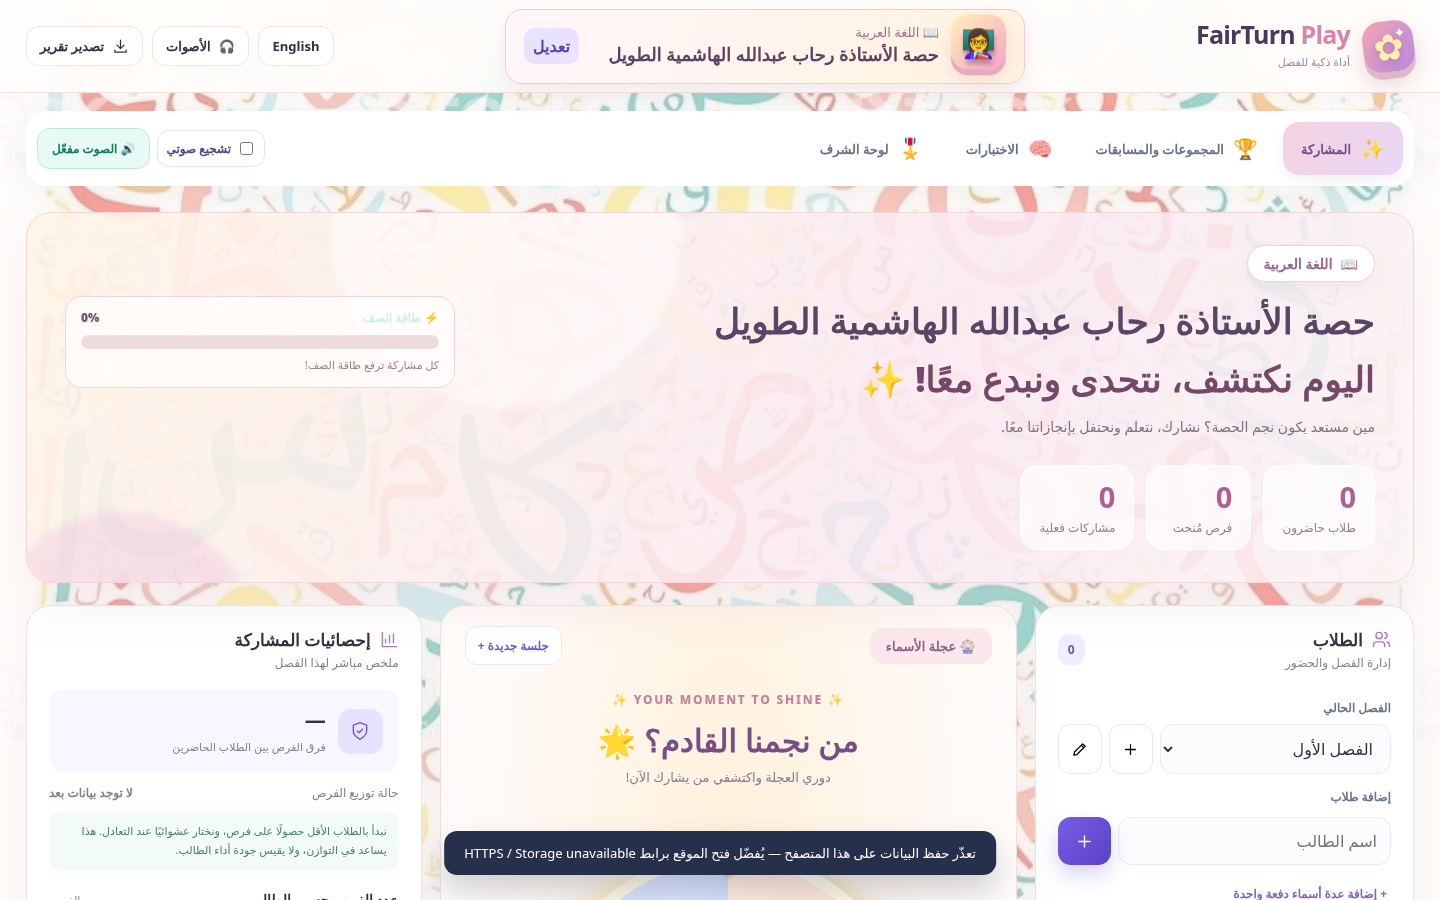 FairTurn Play
أداة ذكية للفصل
📖 اللغة العربية
حصة الأستاذة رحاب عبدالله الهاشمية الطويل
تعديل
English
🎧 الأصوات
تصدير تقرير
✨ المشاركة
🏆 المجموعات والمسابقات
🧠 الاختبارات
🎖️ لوحة الشرف
تشجيع صوتي
🔊 الصوت مفعّل
📖 اللغة العربية
حصة الأستاذة رحاب عبدالله الهاشمية الطويل
اليوم نكتشف، نتحدى ونبدع معًا! ✨
مين مستعد يكون نجم الحصة؟ نشارك، نتعلم ونحتفل بإنجازاتنا معًا.
0
طلاب حاضرون
0
فرص مُنحت
0
مشاركات فعلية
⚡ طاقة الصف
0%
كل مشاركة ترفع طاقة الصف!
الطلاب
إدارة الفصل والحضور
0
الفصل الحالي
الفصل الأول
+
إضافة طلاب
اسم الطالب
+
+ إضافة عدة أسماء دفعة واحدة
🎡 عجلة الأسماء
جلسة جديدة +
✨ YOUR MOMENT TO SHINE ✨
من نجمنا القادم؟ 🌟
دوري العجلة واكتشفي من يشارك الآن!
تعذّر حفظ البيانات على هذا المتصفح — يُفضّل فتح الموقع برابط HTTPS / Storage unavailable
إحصائيات المشاركة
ملخص مباشر لهذا الفصل
—
فرق الفرص بين الطلاب الحاضرين
حالة توزيع الفرص
لا توجد بيانات بعد
نبدأ بالطلاب الأقل حصولًا على فرص، ونختار عشوائيًا عند التعادل. هذا
يساعد في التوازن، ولا يقيس جودة أداء الطالب.